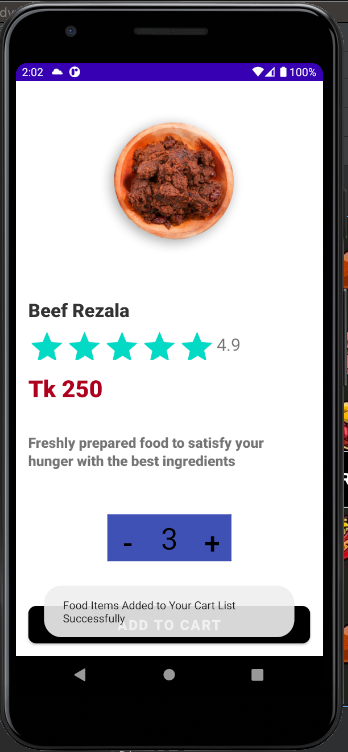 2:02 100%
Beef Rezala
4.9
Tk 250
Freshly prepared food to satisfy your
hunger with the best ingredients
- 3 +
Food Items Added to Your Cart List
Successfully
ADD TO CART